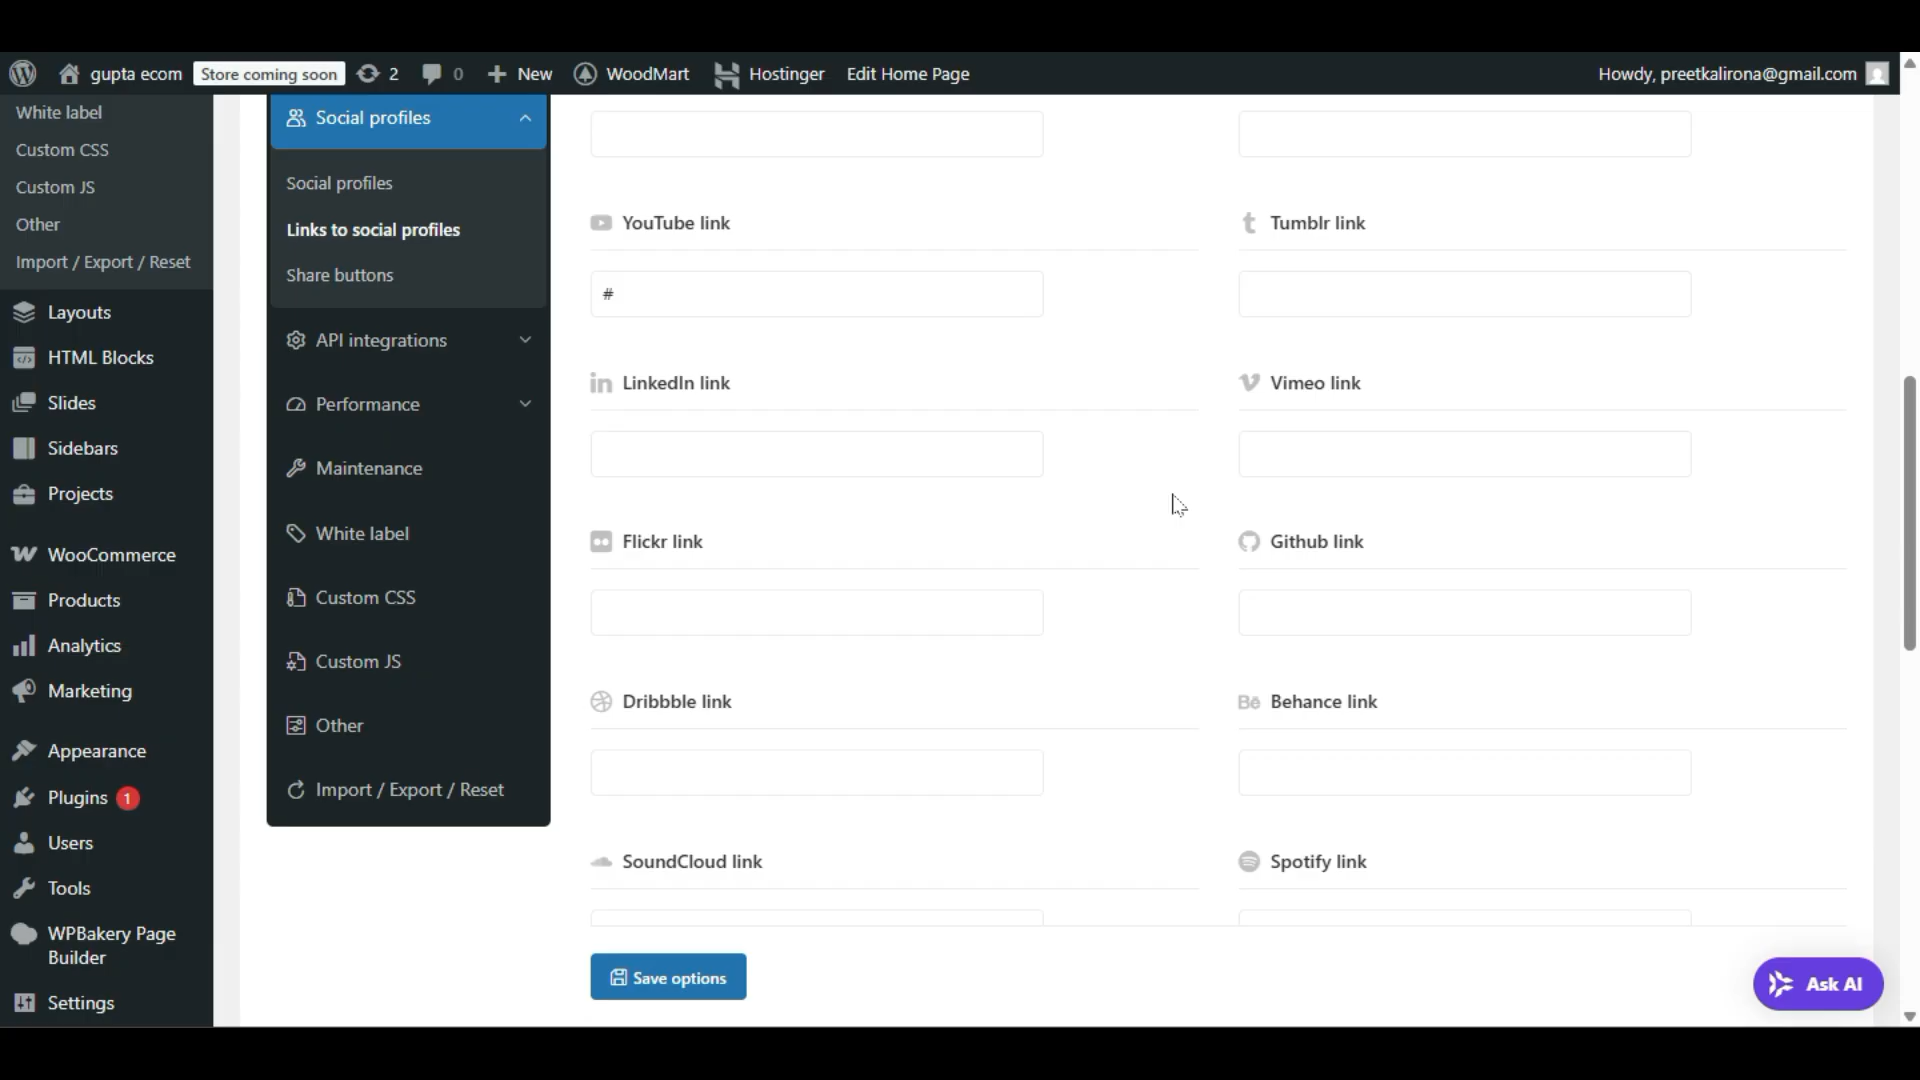 gupta ecom Store coming soon 2 0 New WoodMart Hostinger Edit Home Page Howdy, preetkalirona@gmail.com
White label
Custom CSS
Custom JS
Other
Import / Export / Reset
Layouts
HTML Blocks
Slides
Sidebars
Projects
WooCommerce
Products
Analytics
Marketing
Appearance
Plugins 1
Users
Tools
WPBakery Page
Builder
Settings
Social profiles
Social profiles
Links to social profiles
Share buttons
API integrations
Performance
Maintenance
White label
Custom CSS
Custom JS
Other
Import / Export / Reset
YouTube link
Tumblr link
#
LinkedIn link
Vimeo link
Flickr link
Github link
Dribbble link
Behance link
SoundCloud link
Spotify link
Save options
Ask AI